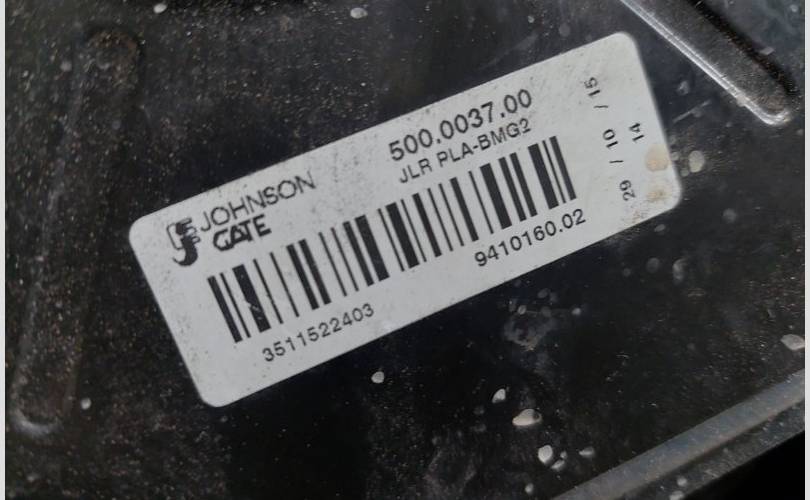 JOHNSON
GATE
500.0037.00
JLR PLA-BMG2
3511522403
9410160.02
29 / 10 / 15
14